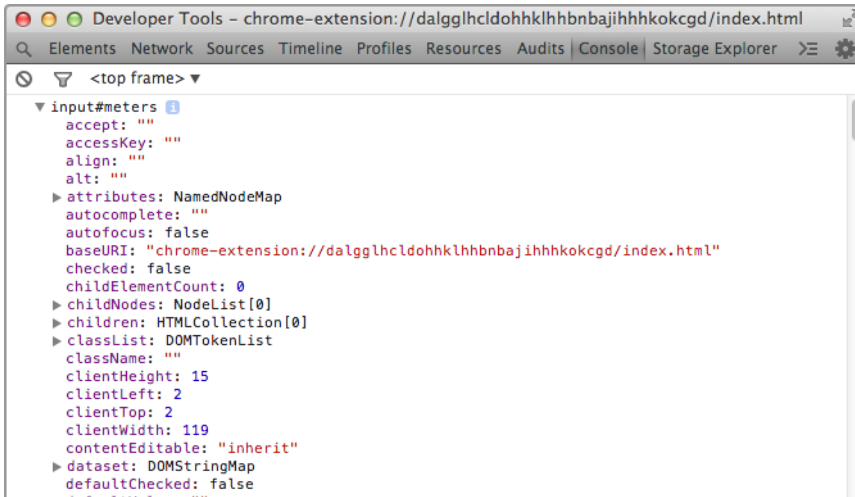 Developer Tools - chrome-extension://dalgglhcldohhklhhbnbajihhhkokcgd/index.html
Elements Network Sources Timeline Profiles Resources Audits Console Storage Explorer
<top frame> ▼
▼ input#meters i
accept: ""
accessKey: ""
align: ""
alt: ""
▶ attributes: NamedNodeMap
autocomplete: ""
autofocus: false
baseURI: "chrome-extension://dalgglhcldohhklhhbnbajihhhkokcgd/index.html"
checked: false
childElementCount: 0
▶ childNodes: NodeList[0]
▶ children: HTMLCollection[0]
▶ classList: DOMTokenList
className: ""
clientHeight: 15
clientLeft: 2
clientTop: 2
clientWidth: 119
contentEditable: "inherit"
▶ dataset: DOMStringMap
defaultChecked: false